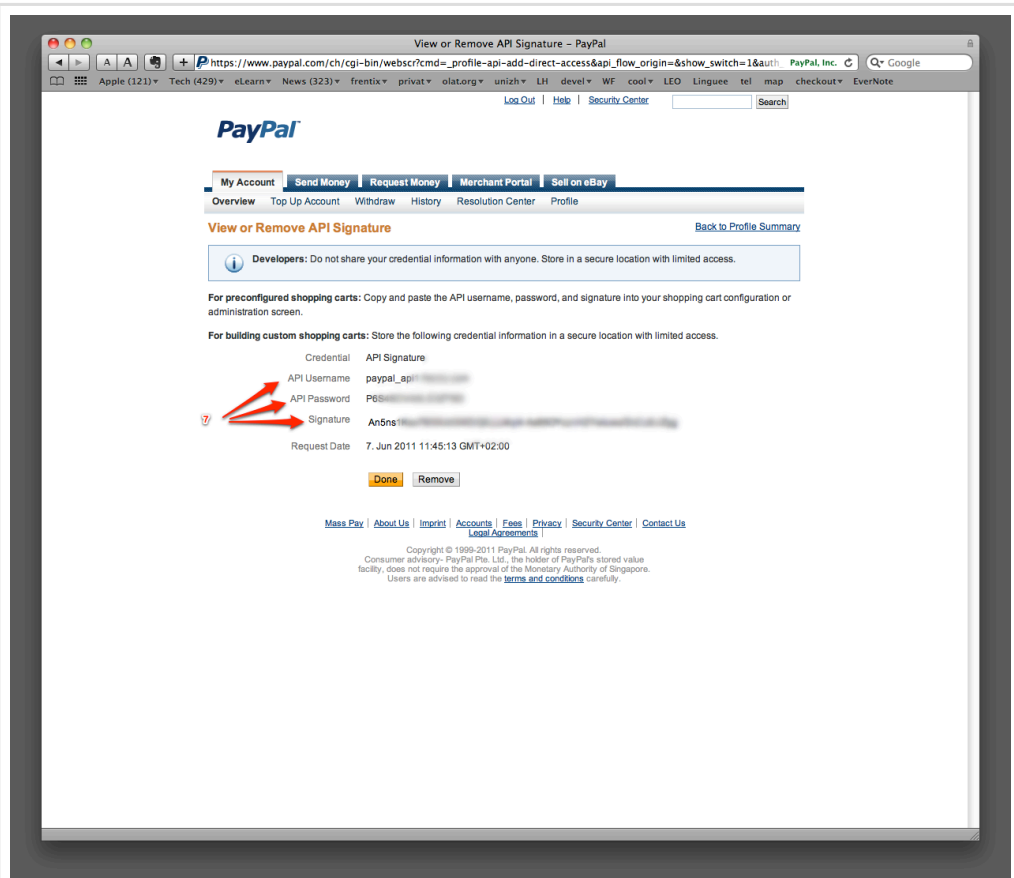 View or Remove API Signature – PayPal
A A + P https://www.paypal.com/ch/cgi-bin/webscr?cmd=_profile-api-add-direct-access&api_flow_origin=&show_switch=1&auth_ PayPal, Inc. Google
Apple (121) Tech (429) eLearn News (323) frentix privat olat.org unizh LH devel WF cool LEO Linguee tel map checkout EverNote
Log Out | Help | Security Center Search
PayPal
My Account Send Money Request Money Merchant Portal Sell on eBay
Overview Top Up Account Withdraw History Resolution Center Profile
View or Remove API Signature Back to Profile Summary
Developers: Do not share your credential information with anyone. Store in a secure location with limited access.
For preconfigured shopping carts: Copy and paste the API username, password, and signature into your shopping cart configuration or
administration screen.
For building custom shopping carts: Store the following credential information in a secure location with limited access.
Credential API Signature
API Username paypal_ap
API Password P6S
7 Signature An5ns
Request Date 7. Jun 2011 11:45:13 GMT+02:00
Done Remove
Mass Pay | About Us | Imprint | Accounts | Fees | Privacy | Security Center | Contact Us
Legal Agreements |
Copyright © 1999-2011 PayPal. All rights reserved.
Consumer advisory- PayPal Pte. Ltd., the holder of PayPal's stored value
facility, does not require the approval of the Monetary Authority of Singapore.
Users are advised to read the terms and conditions carefully.